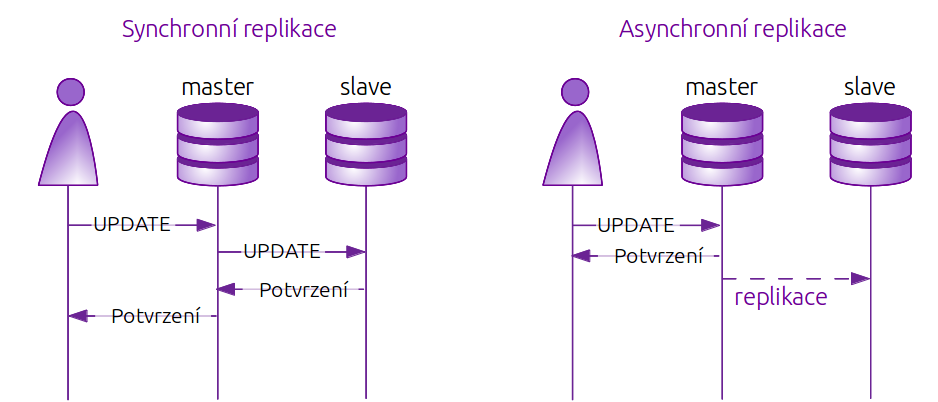 Synchronní replikace
master
slave
UPDATE
UPDATE
Potvrzení
Potvrzení
Asynchronní replikace
master
slave
UPDATE
Potvrzení
replikace